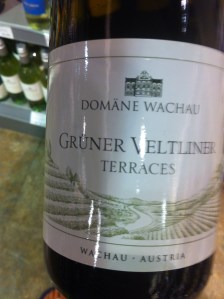 DOMÄNE WACHAU
GRÜNER VELTLINER
TERRACES
WACHAU · AUSTRIA